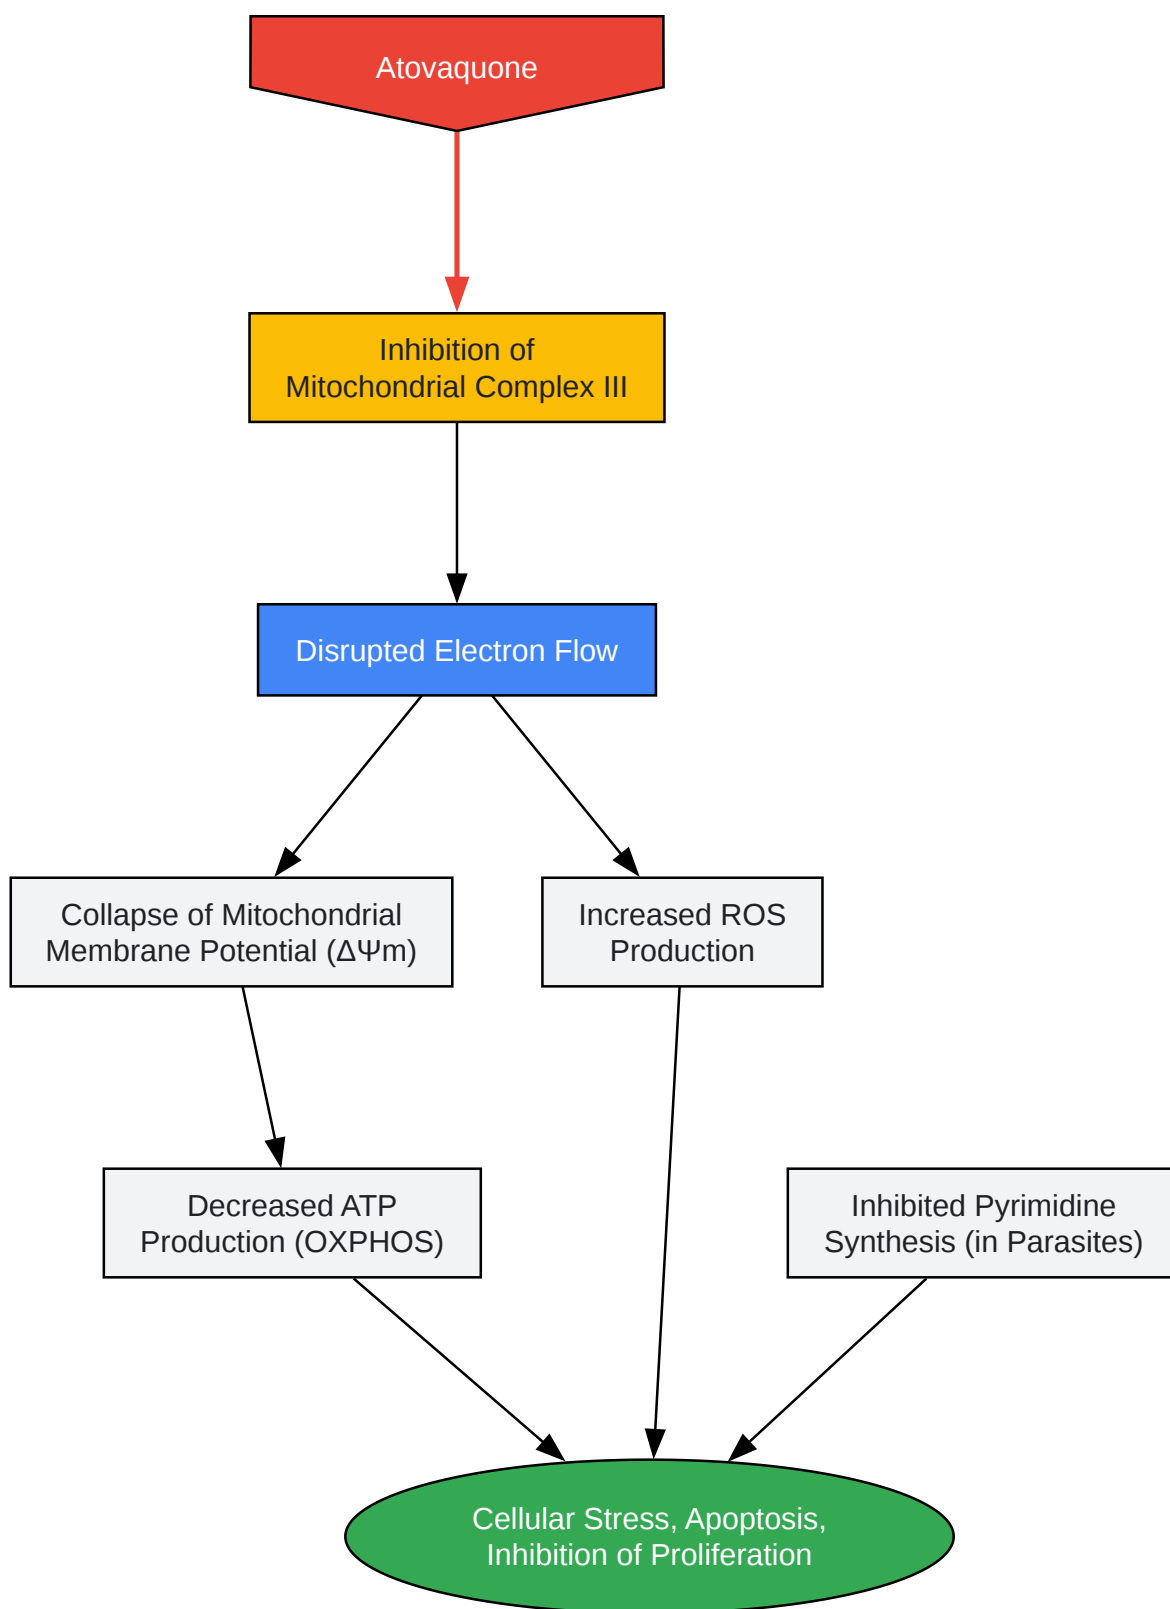 Atovaquone
Inhibition of
Mitochondrial Complex III
Disrupted Electron Flow
Collapse of Mitochondrial
Membrane Potential (ΔΨm)
Increased ROS
Production
Decreased ATP
Production (OXPHOS)
Inhibited Pyrimidine
Synthesis (in Parasites)
Cellular Stress, Apoptosis,
Inhibition of Proliferation